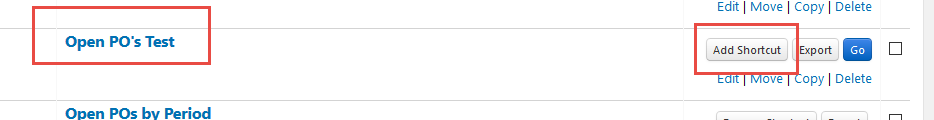 Edit | Move | Copy | Delete
Open PO's Test
Add Shortcut Export Go
Edit | Move | Copy | Delete
Open POs by Period